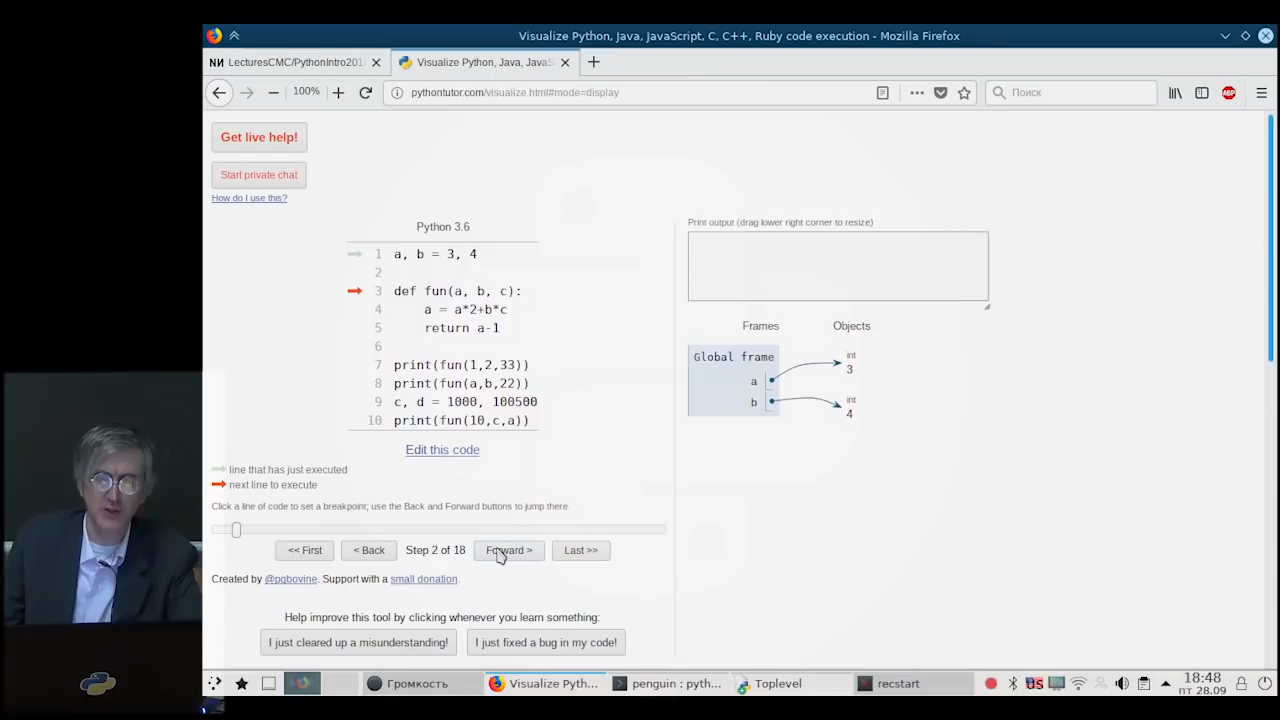 Visualize Python, Java, JavaScript, C, C++, Ruby code execution - Mozilla Firefox
LecturesCMC/PythonIntro201
Visualize Python, Java, JavaS
100%
pythontutor.com/visualize.html#mode=display
Поиск
ABP
Get live help!
Start private chat
How do I use this?
Python 3.6
1 a, b = 3, 4
2
3 def fun(a, b, c):
4 a = a*2+b*c
5 return a-1
6
7 print(fun(1,2,33))
8 print(fun(a,b,22))
9 c, d = 1000, 100500
10 print(fun(10,c,a))
Edit this code
line that has just executed
next line to execute
Click a line of code to set a breakpoint; use the Back and Forward buttons to jump there.
<< First
< Back
Step 2 of 18
Forward >
Last >>
Created by @pgbovine. Support with a small donation.
Help improve this tool by clicking whenever you learn something:
I just cleared up a misunderstanding!
I just fixed a bug in my code!
Print output (drag lower right corner to resize)
Frames
Objects
Global frame
a
b
int
3
int
4
Громкость
Visualize Pyth...
penguin : pyth...
Toplevel
recstart
US
18:48
пт 28.09